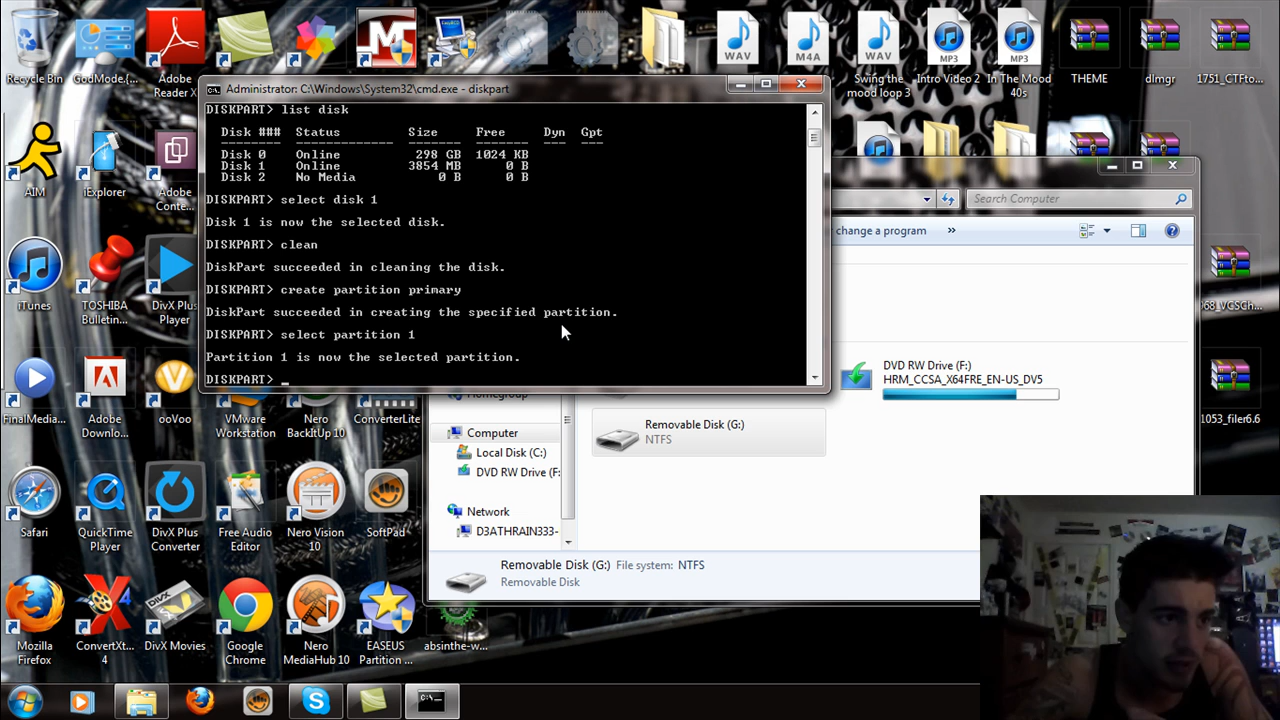 Recycle Bin
GodMode.{...
Adobe
Reader X
WAV
M4A
WAV
MP3
MP3
Swing the
mood loop 3
Intro Video 2
In The Mood
40s
THEME
dlmgr
1751_CTFto...
Administrator: C:\Windows\System32\cmd.exe - diskpart
DISKPART> list disk
Disk ### Status Size Free Dyn Gpt
-------- ------------- ------- ------- --- ---
Disk 0 Online 298 GB 1024 KB
Disk 1 Online 3854 MB 0 B
Disk 2 No Media 0 B 0 B
DISKPART> select disk 1
Disk 1 is now the selected disk.
DISKPART> clean
DiskPart succeeded in cleaning the disk.
DISKPART> create partition primary
DiskPart succeeded in creating the specified partition.
DISKPART> select partition 1
Partition 1 is now the selected partition.
DISKPART> _
AIM
iExplorer
Adobe
Conte...
Search Computer
change a program »
iTunes
TOSHIBA
Bulletin...
DivX Plus
Player
DVD RW Drive (F:)
HRM_CCSA_X64FRE_EN-US_DV5
Removable Disk (G:)
NTFS
Homegroup
Computer
Local Disk (C:)
DVD RW Drive (F:
Network
D3ATHRAIN333-
Removable Disk (G:) File system: NTFS
Removable Disk
FinalMedia...
Adobe
Downlo...
ooVoo
VMware
Workstation
Nero
BackItUp 10
ConverterLite
1053_filer6.6
Safari
QuickTime
Player
DivX Plus
Converter
Free Audio
Editor
Nero Vision
10
SoftPad
Mozilla
Firefox
ConvertXt...
4
DivX Movies
Google
Chrome
Nero
MediaHub 10
EASEUS
Partition ...
absinthe-w...